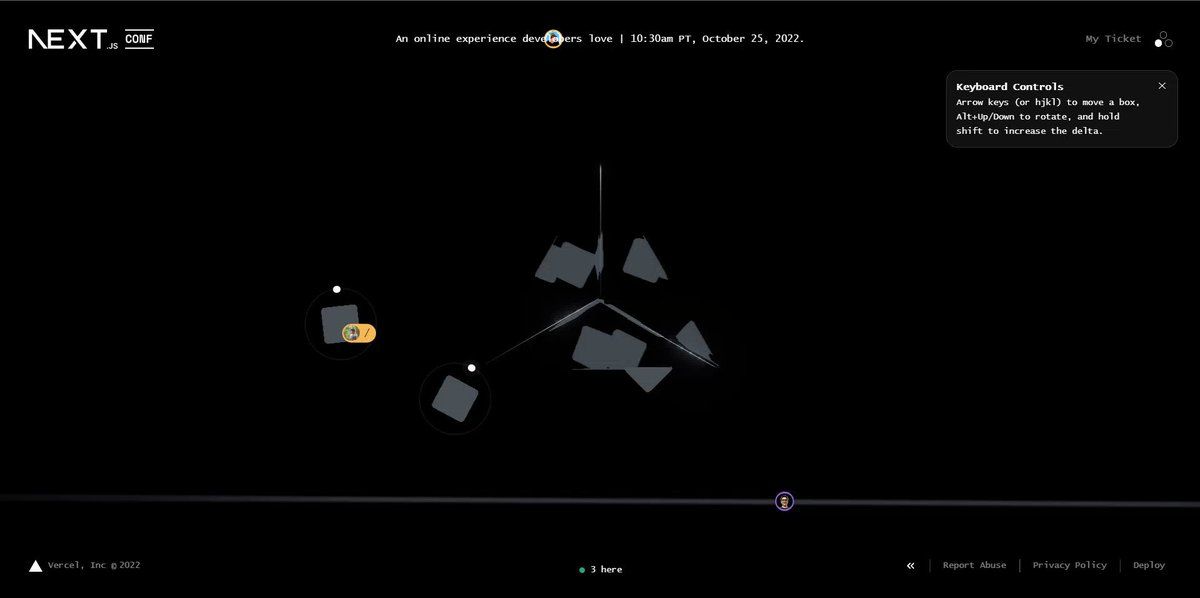 NEXT.JS CONF
An online experience developers love | 10:30am PT, October 25, 2022.
My Ticket
Keyboard Controls
Arrow keys (or hjkl) to move a box,
Alt+Up/Down to rotate, and hold
shift to increase the delta.
/
Vercel, Inc © 2022
3 here
« | Report Abuse | Privacy Policy | Deploy